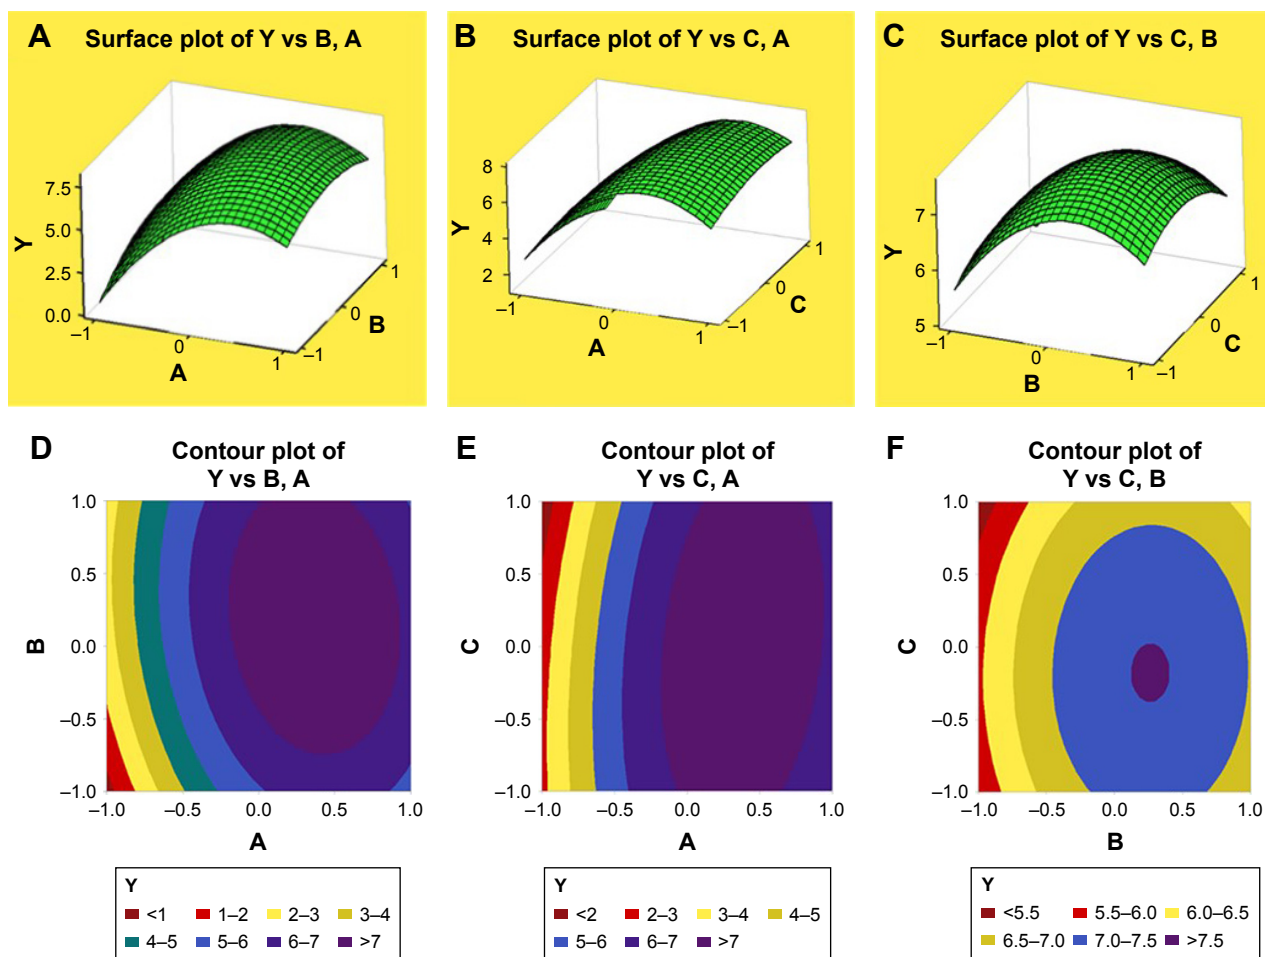 A Surface plot of Y vs B, A
7.5
5.0
2.5
0.0
Y
–1
0
1
A
–1
0
1
B
B Surface plot of Y vs C, A
8
6
4
2
Y
–1
0
1
A
–1
0
1
C
C Surface plot of Y vs C, B
7
6
5
Y
–1
0
1
B
–1
0
1
C
D Contour plot of
Y vs B, A
1.0
0.5
0.0
–0.5
–1.0
B
–1.0 –0.5 0.0 0.5 1.0
A
Y
<1 1–2 2–3 3–4
4–5 5–6 6–7 >7
E Contour plot of
Y vs C, A
1.0
0.5
0.0
–0.5
–1.0
C
–1.0 –0.5 0.0 0.5 1.0
A
Y
<2 2–3 3–4 4–5
5–6 6–7 >7
F Contour plot of
Y vs C, B
1.0
0.5
0.0
–0.5
–1.0
C
–1.0 –0.5 0.0 0.5 1.0
B
Y
<5.5 5.5–6.0 6.0–6.5
6.5–7.0 7.0–7.5 >7.5